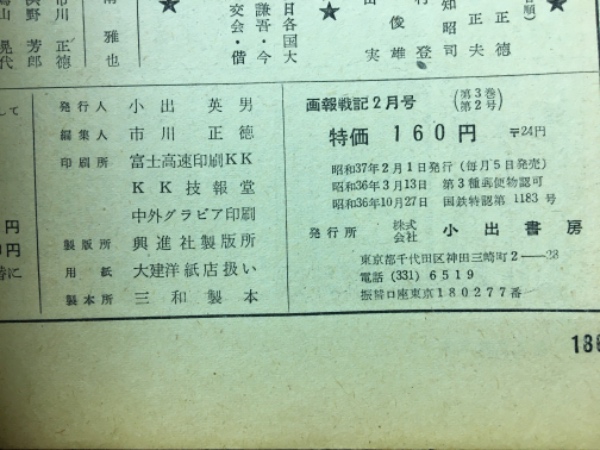 画報戦記2月号 (第3巻 第2号)
特価 160円 〒24円
昭和37年2月1日発行(毎月5日発売)
昭和36年3月13日 第3種郵便物認可
昭和36年10月27日 国鉄特認第1183号
発行所 株式会社 小出書房
東京都千代田区神田三崎町2―23
電話(331)6519
振替口座東京180277番
発行人 小出英男
編集人 市川正徳
印刷所 富士高速印刷KK
KK技報堂
中外グラビア印刷
製版所 興進社製版所
用紙 大建洋紙店扱い
製本所 三和製本